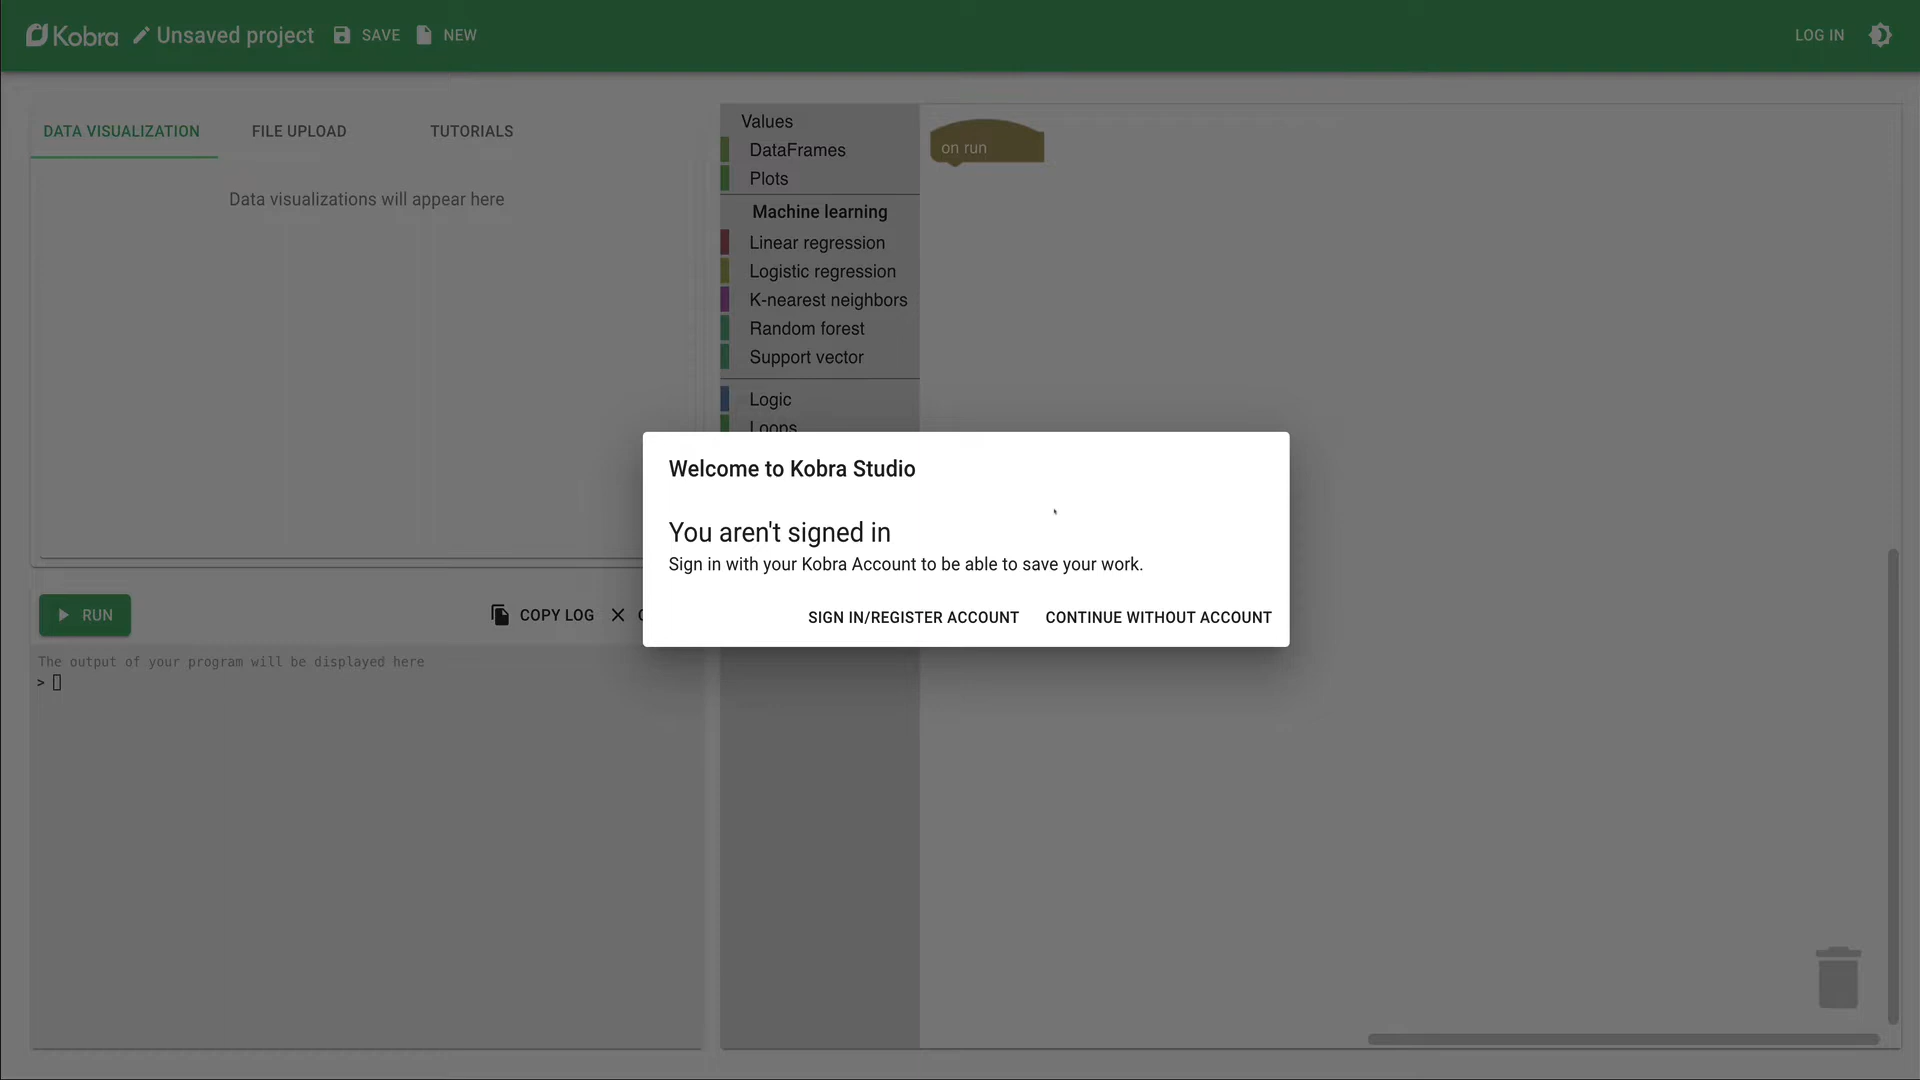 Kobra Unsaved project SAVE NEW LOG IN
DATA VISUALIZATION FILE UPLOAD TUTORIALS
Data visualizations will appear here
Values
DataFrames
Plots
Machine learning
Linear regression
Logistic regression
K-nearest neighbors
Random forest
Support vector
Logic
Loops
on run
Welcome to Kobra Studio
You aren't signed in
Sign in with your Kobra Account to be able to save your work.
SIGN IN/REGISTER ACCOUNT CONTINUE WITHOUT ACCOUNT
RUN COPY LOG
The output of your program will be displayed here
>